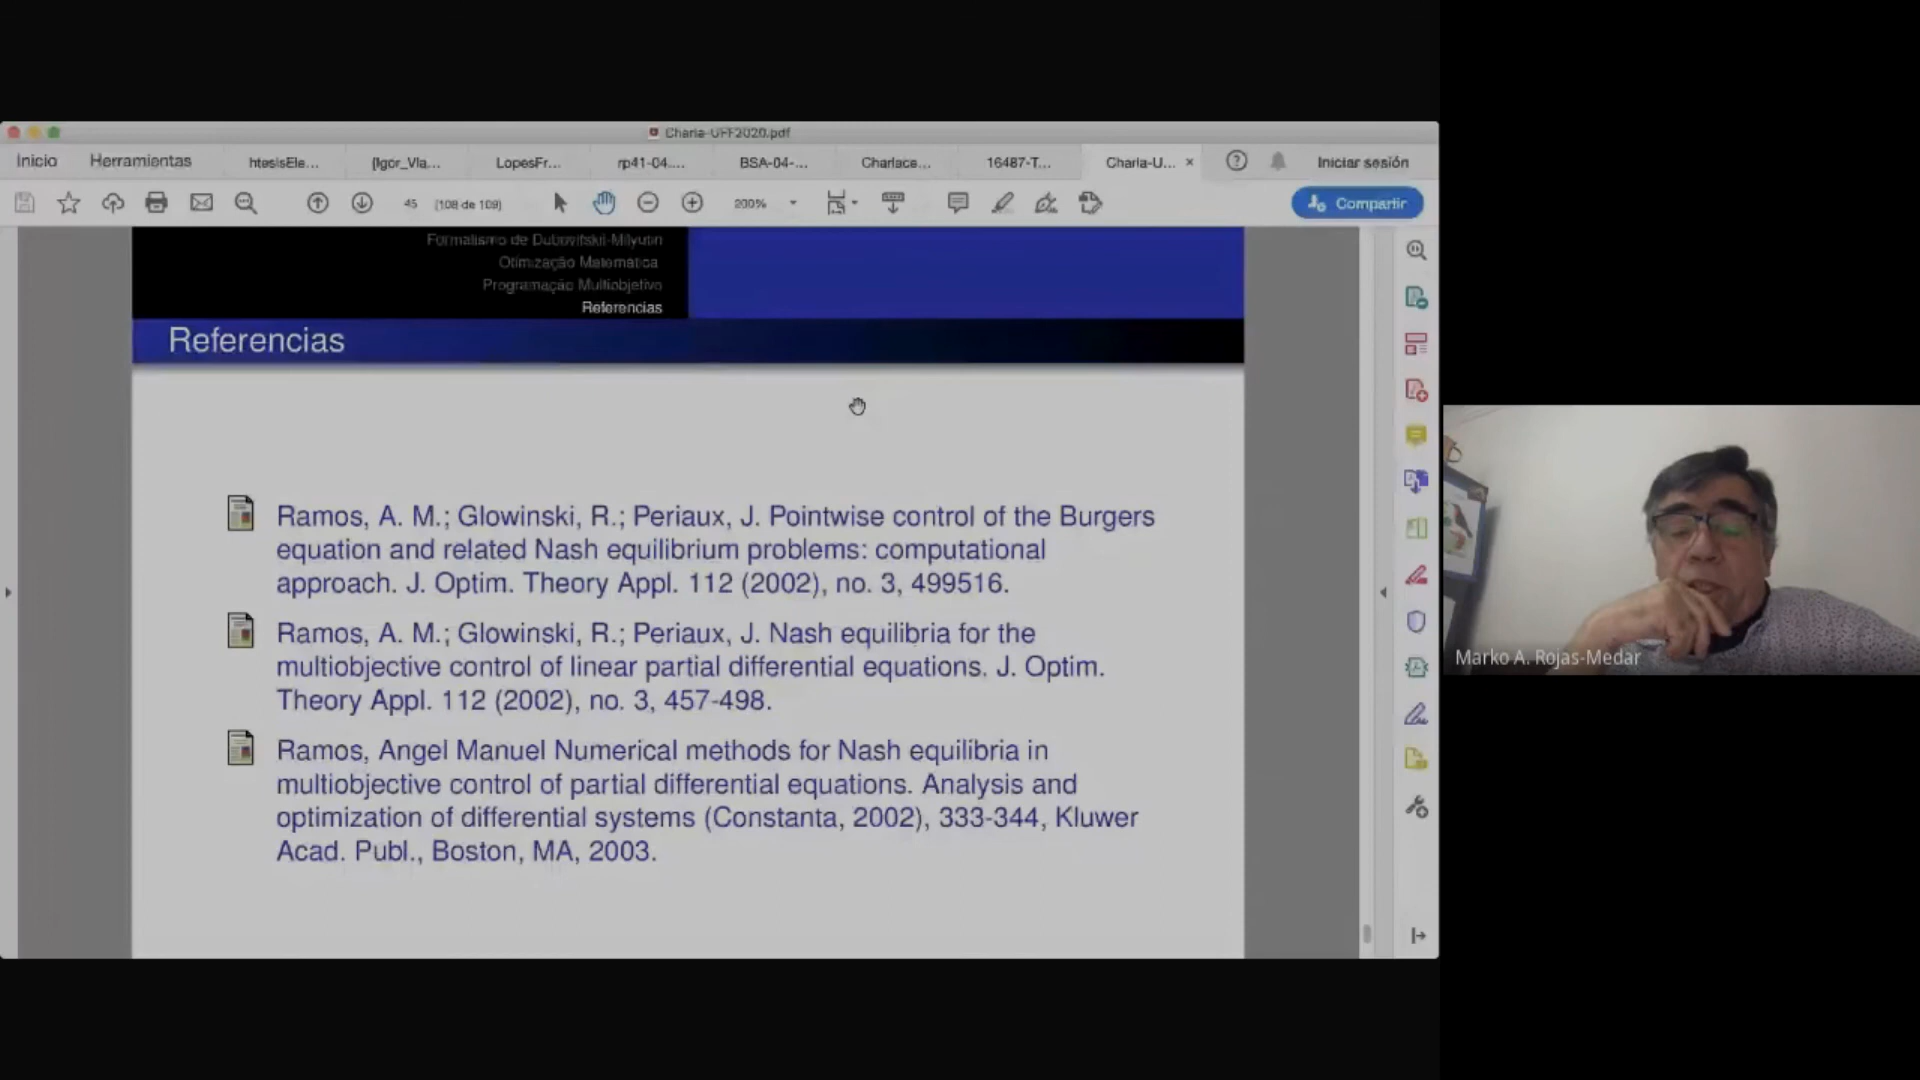 Charla-UFF2020.pdf
Inicio Herramientas htesisEle... [Igor_Vla... LopesFr... rp41-04.... BSA-04-... Charlace... 16487-T... Charla-U... × Iniciar sesión
45 (108 de 109) 200% Compartir
Formalismo de Dubovitskii-Milyutin
Otimização Matematica
Programação Multiobjetivo
Referencias
Referencias
Ramos, A. M.; Glowinski, R.; Periaux, J. Pointwise control of the Burgers
equation and related Nash equilibrium problems: computational
approach. J. Optim. Theory Appl. 112 (2002), no. 3, 499516.
Ramos, A. M.; Glowinski, R.; Periaux, J. Nash equilibria for the
multiobjective control of linear partial differential equations. J. Optim.
Theory Appl. 112 (2002), no. 3, 457-498.
Ramos, Angel Manuel Numerical methods for Nash equilibria in
multiobjective control of partial differential equations. Analysis and
optimization of differential systems (Constanta, 2002), 333-344, Kluwer
Acad. Publ., Boston, MA, 2003.
Marko A. Rojas-Medar